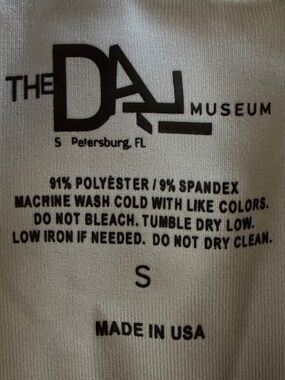 THE DALI MUSEUM
S Petersburg, FL
91% POLYESTER / 9% SPANDEX
MACHINE WASH COLD WITH LIKE COLORS.
DO NOT BLEACH. TUMBLE DRY LOW.
LOW IRON IF NEEDED. DO NOT DRY CLEAN.
S
MADE IN USA